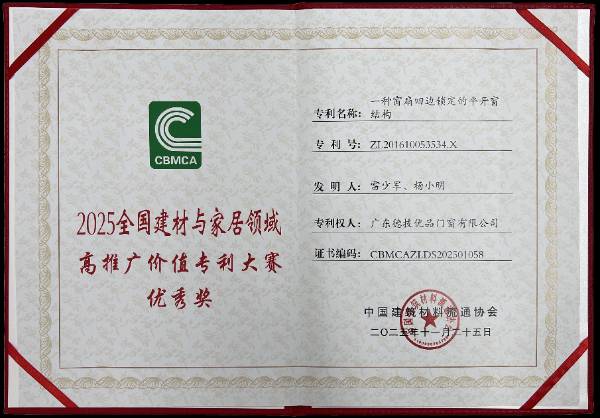 CBMCA
2025全国建材与家居领域
高推广价值专利大赛
优秀奖
专利名称: 一种窗扇四边锁定的平开窗
结构
专 利 号: ZL201610053534.X
发 明 人: 雷少军、杨小明
专利权人: 广东德技优品门窗有限公司
证书编码: CBMCAZLDS202501058
中国建筑材料流通协会
二〇二五年十一月二十五日